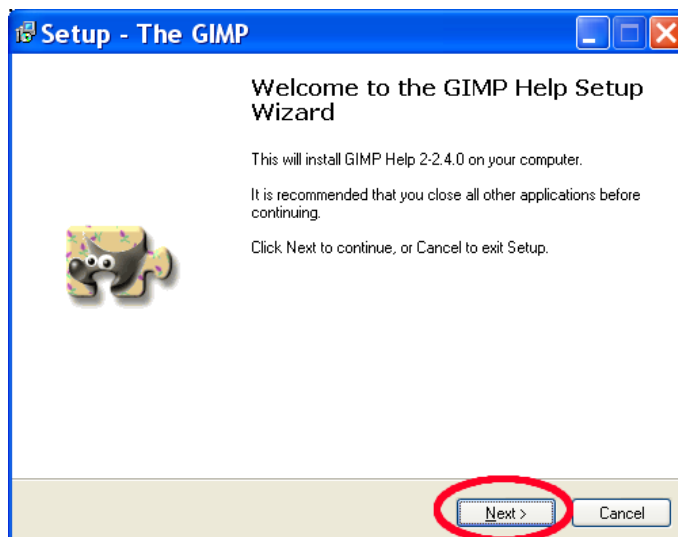 Setup - The GIMP
Welcome to the GIMP Help Setup
Wizard
This will install GIMP Help 2-2.4.0 on your computer.
It is recommended that you close all other applications before
continuing.
Click Next to continue, or Cancel to exit Setup.
Next >
Cancel